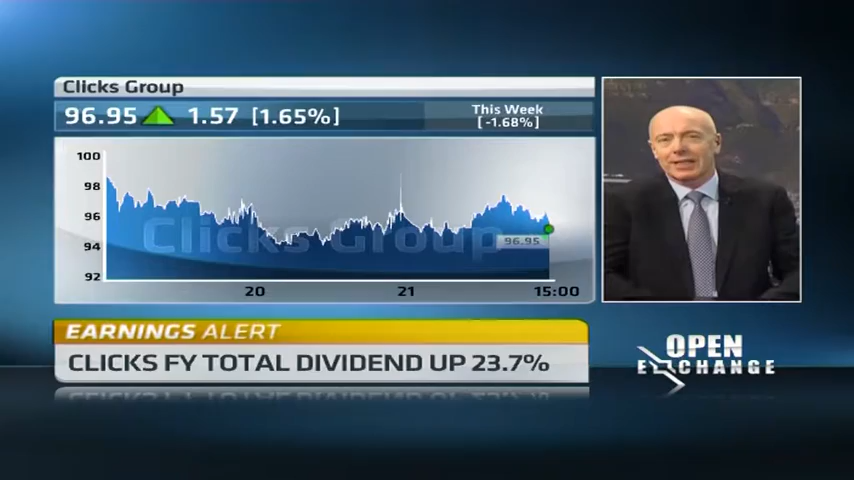 Clicks Group
96.95 1.57 [1.65%]
This Week
[-1.68%]
100
98
96
94
92
Clicks Group
96.95
20 21 15:00
EARNINGS ALERT
CLICKS FY TOTAL DIVIDEND UP 23.7%
OPEN
EXCHANGE